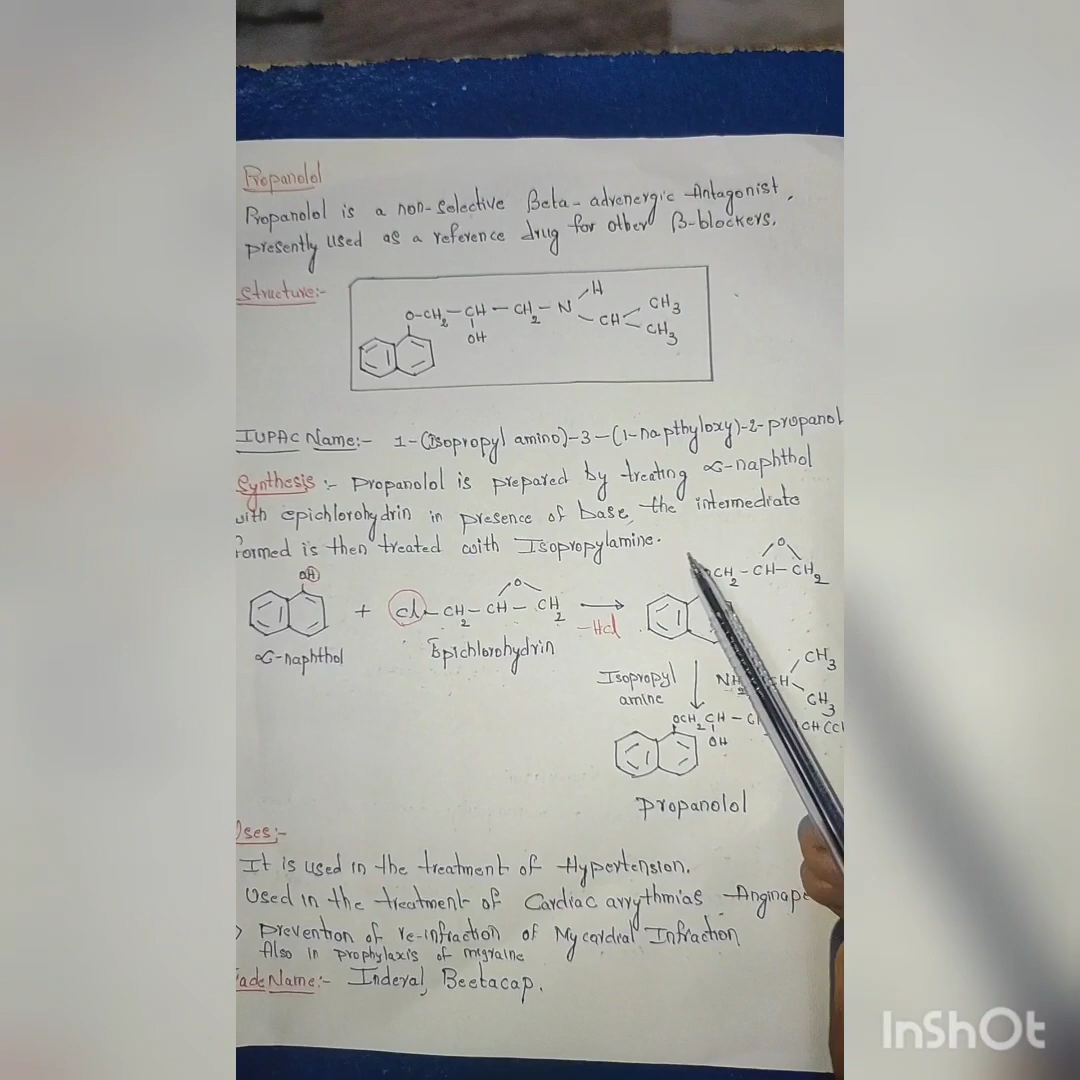 Propanolol
Propanolol is a non-selective Beta-adrenergic Antagonist,
presently used as a reference drug for other β-blockers.
Structure:-
O-CH2-CH-CH2-N
H
CH
CH3
CH3
OH
IUPAC Name:- 1-(Isopropyl amino)-3-(1-napthyloxy)-2-propanol
Synthesis:- Propanolol is prepared by treating α-naphthol
with epichlorohydrin in presence of base, the intermediate
formed is then treated with Isopropylamine.
OH
+ Cl-CH2-CH-CH2
O
-Hcl
CH2-CH-CH2
O
α-naphthol
Epichlorohydrin
Isopropyl
amine
CH3
CH3
OCH2CH-
OH
propanolol
Uses:-
It is used in the treatment of Hypertension.
Used in the treatment of Cardiac arrythmias
prevention of re-infraction of Mycardial Infraction
Also in prophylaxis of migraine
Name:- Inderal, Beetacap.
InShOt